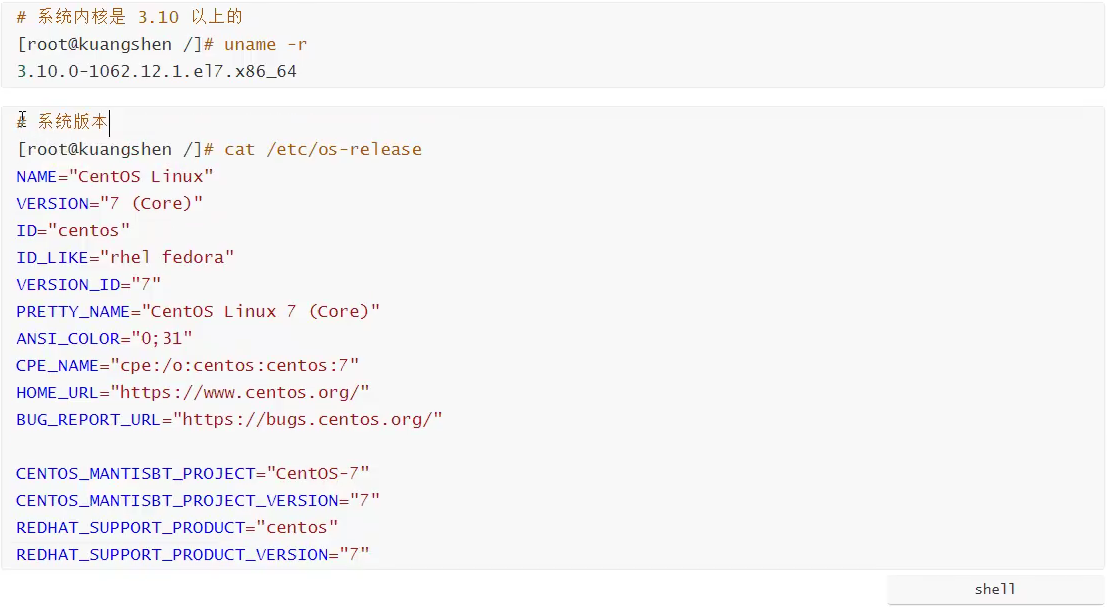 # 系统内核是 3.10 以上的
[root@kuangshen /]# uname -r
3.10.0-1062.12.1.el7.x86_64
# 系统版本
[root@kuangshen /]# cat /etc/os-release
NAME="CentOS Linux"
VERSION="7 (Core)"
ID="centos"
ID_LIKE="rhel fedora"
VERSION_ID="7"
PRETTY_NAME="CentOS Linux 7 (Core)"
ANSI_COLOR="0;31"
CPE_NAME="cpe:/o:centos:centos:7"
HOME_URL="https://www.centos.org/"
BUG_REPORT_URL="https://bugs.centos.org/"
CENTOS_MANTISBT_PROJECT="CentOS-7"
CENTOS_MANTISBT_PROJECT_VERSION="7"
REDHAT_SUPPORT_PRODUCT="centos"
REDHAT_SUPPORT_PRODUCT_VERSION="7"
shell